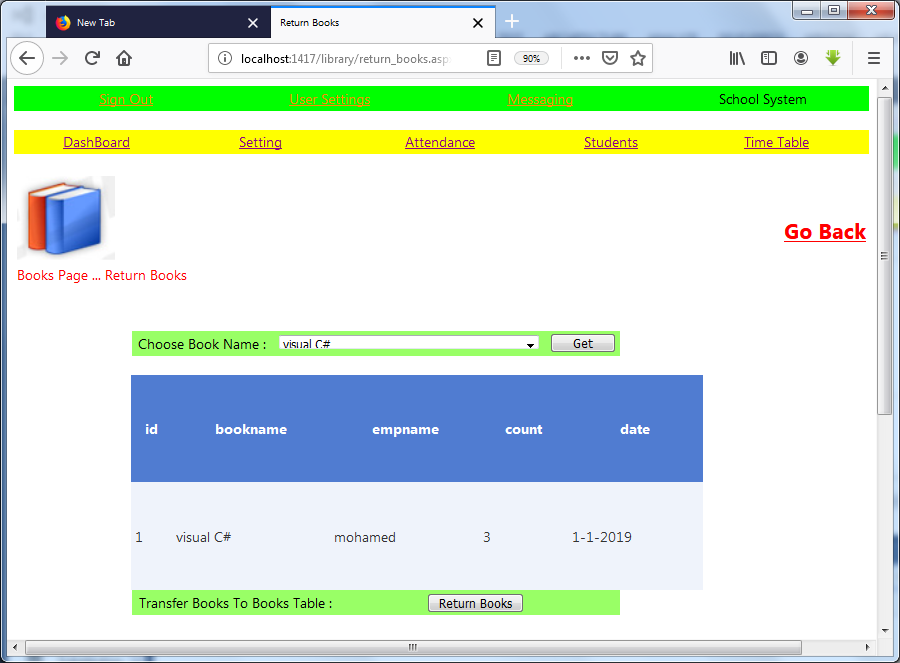 New Tab
Return Books
localhost:1417/library/return_books.asp
90%
Sign Out User Settings Messaging School System
DashBoard Setting Attendance Students Time Table
Go Back
Books Page ... Return Books
Choose Book Name : visual C# Get
id bookname empname count date
1 visual C# mohamed 3 1-1-2019
Transfer Books To Books Table : Return Books